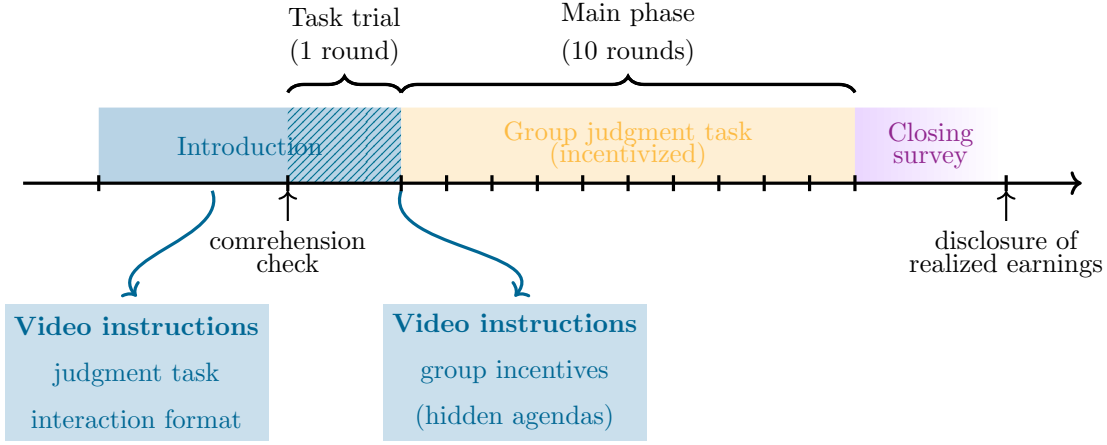 Task trial
(1 round)
Main phase
(10 rounds)
Introduction
Group judgment task
(incentivized)
Closing
survey
comrehension
check
disclosure of
realized earnings
Video instructions
judgment task
interaction format
Video instructions
group incentives
(hidden agendas)